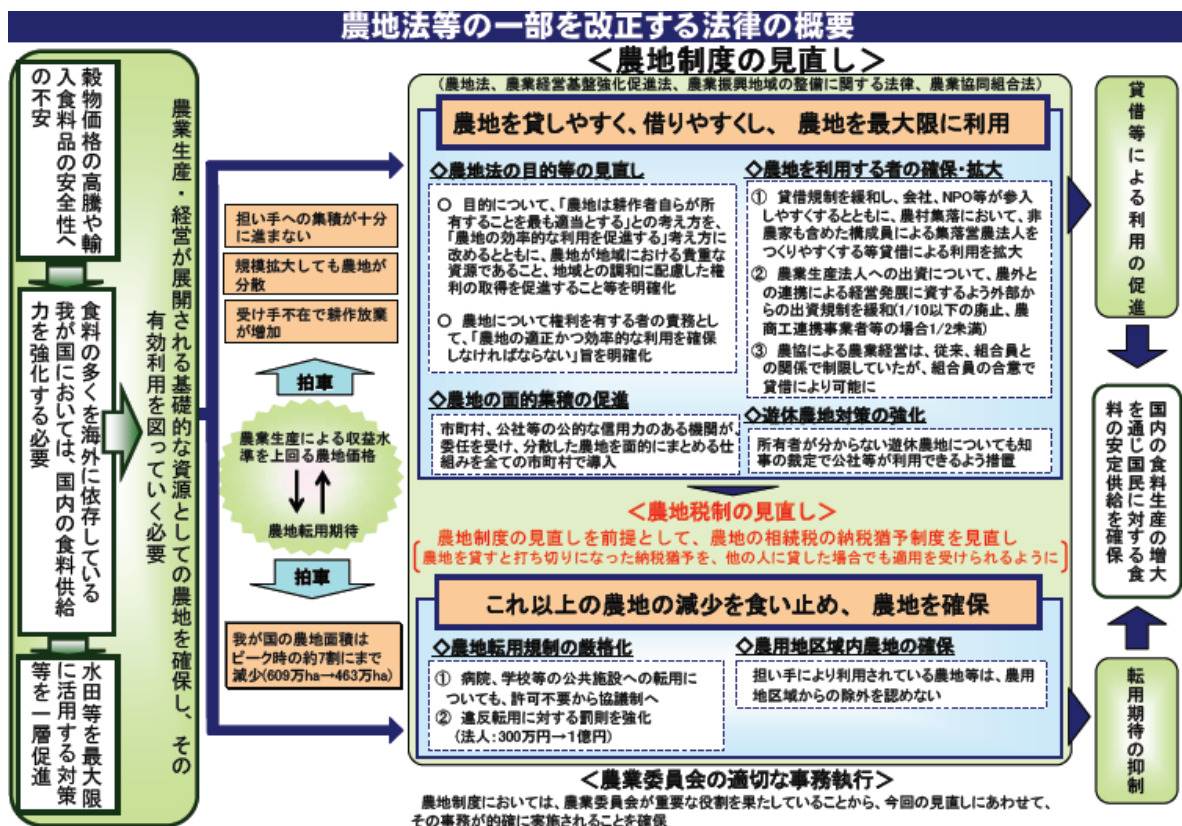 農地法等の一部を改正する法律の概要
穀物価格の高騰や輸
入食料品の安全性へ
の不安
食料の多くを海外に依存している
我が国においては、国内の食料供給
力を強化する必要
水田等を最大限
に活用する対策
等を一層促進
農業生産・経営が展開される基礎的な資源としての農地を確保し、その
有効利用を図っていく必要
担い手への集積が十分
に進まない
規模拡大しても農地が
分散
受け手不在で耕作放棄
が増加
拍車
農業生産による収益水
準を上回る農地価格
農地転用期待
拍車
我が国の農地面積は
ピーク時の約7割にまで
減少(609万ha→463万ha)
<農地制度の見直し>
(農地法、農業経営基盤強化促進法、農業振興地域の整備に関する法律、農業協同組合法)
農地を貸しやすく、借りやすくし、 農地を最大限に利用
◇農地法の目的等の見直し
○ 目的について、「農地は耕作者自らが所
有することを最も適当とする」との考え方を、
「農地の効率的な利用を促進する」考え方に
改めるとともに、農地が地域における貴重な
資源であること、地域との調和に配慮した権
利の取得を促進すること等を明確化
○ 農地について権利を有する者の責務とし
て、「農地の適正かつ効率的な利用を確保
しなければならない」旨を明確化
◇農地の面的集積の促進
市町村、公社等の公的な信用力のある機関が、
委任を受け、分散した農地を面的にまとめる仕
組みを全ての市町村で導入
◇農地を利用する者の確保・拡大
① 貸借規制を緩和し、会社、NPO等が参入
しやすくするとともに、農村集落において、非
農家も含めた構成員による集落営農法人を
つくりやすくする等貸借による利用を拡大
② 農業生産法人への出資について、農外と
の連携による経営発展に資するよう外部か
らの出資規制を緩和(1/10以下の廃止、農
商工連携事業者等の場合1/2未満)
③ 農協による農業経営は、従来、組合員と
の関係で制限していたが、組合員の合意で
貸借により可能に
◇遊休農地対策の強化
所有者が分からない遊休農地についても知
事の裁定で公社等が利用できるよう措置
<農地税制の見直し>
農地制度の見直しを前提として、農地の相続税の納税猶予制度を見直し
農地を貸すと打ち切りになった納税猶予を、他の人に貸した場合でも適用を受けられるように
これ以上の農地の減少を食い止め、 農地を確保
◇農地転用規制の厳格化
① 病院、学校等の公共施設への転用に
ついても、許可不要から協議制へ
② 違反転用に対する罰則を強化
(法人:300万円→1億円)
◇農用地区域内農地の確保
担い手により利用されている農地等は、農用
地区域からの除外を認めない
<農業委員会の適切な事務執行>
農地制度においては、農業委員会が重要な役割を果たしていることから、今回の見直しにあわせて、
その事務が的確に実施されることを確保
貸借等による利用の促進
国内の食料生産の増大
を通じ国民に対する食
料の安定供給を確保
転用期待の抑制